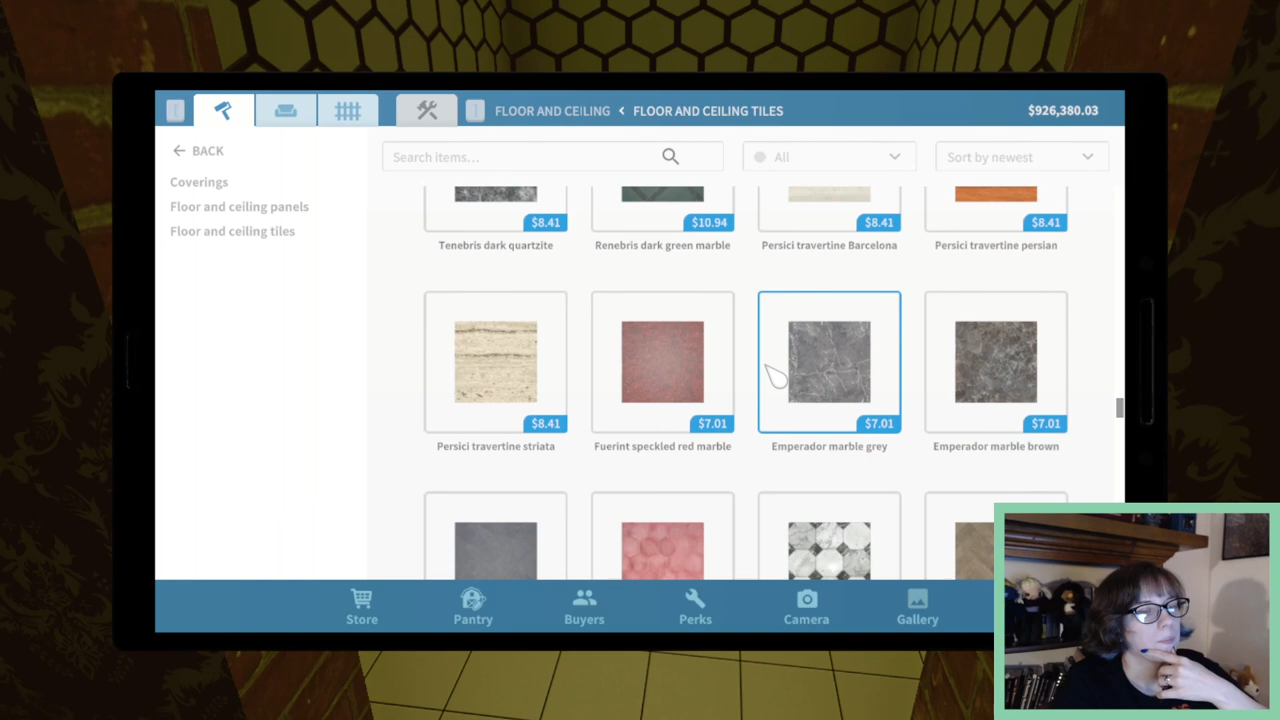 FLOOR AND CEILING < FLOOR AND CEILING TILES
$926,380.03
BACK
Coverings
Floor and ceiling panels
Floor and ceiling tiles
Search items...
All
Sort by newest
$8.41
$10.94
$8.41
$8.41
Tenebris dark quartzite
Renebris dark green marble
Persici travertine Barcelona
Persici travertine persian
$8.41
$7.01
$7.01
$7.01
Persici travertine striata
Fuerint speckled red marble
Emperador marble grey
Emperador marble brown
Store
Pantry
Buyers
Perks
Camera
Gallery